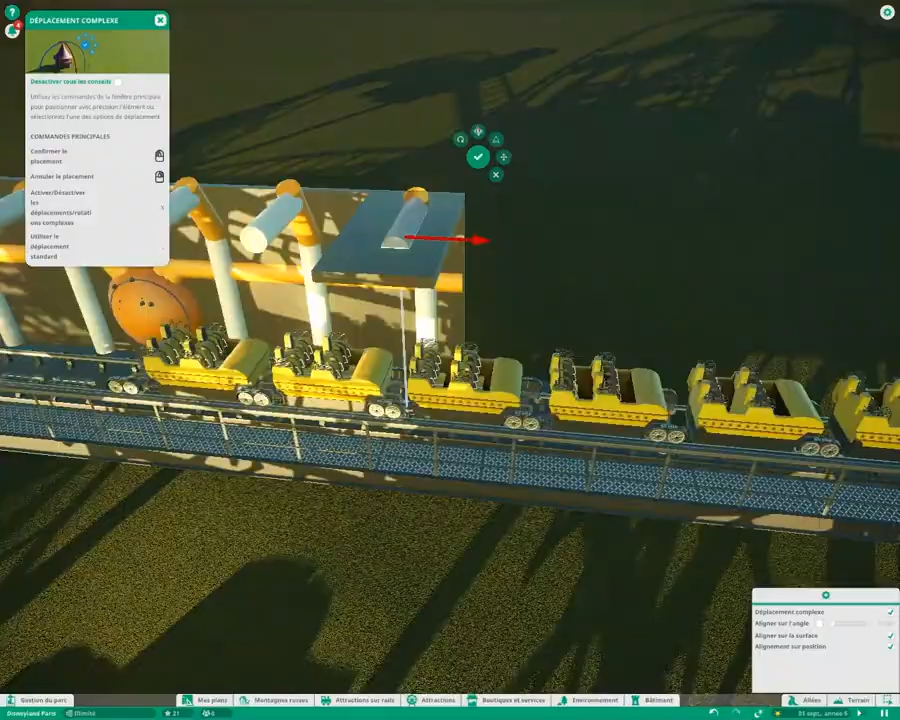 DÉPLACEMENT COMPLEXE
Désactiver tous les conseils
Utilisez les commandes de la fenêtre principale
pour positionner avec précision l'élément ou
sélectionnez l'une des options de déplacement
COMMANDES PRINCIPALES
Confirmer le
placement
Annuler le placement
Activer/Désactiver
les
déplacements/rotati
ons complexes
X
Utiliser le
déplacement
standard
Déplacement complexe
Aligner sur l'angle
Aligner sur la surface
Alignement sur position
Gestion du parc
Mes plans
Montagnes russes
Attractions sur rails
Attractions
Boutiques et services
Environnement
Bâtiment
Allées
Terrain
Disneyland Paris
Illimité
21
0